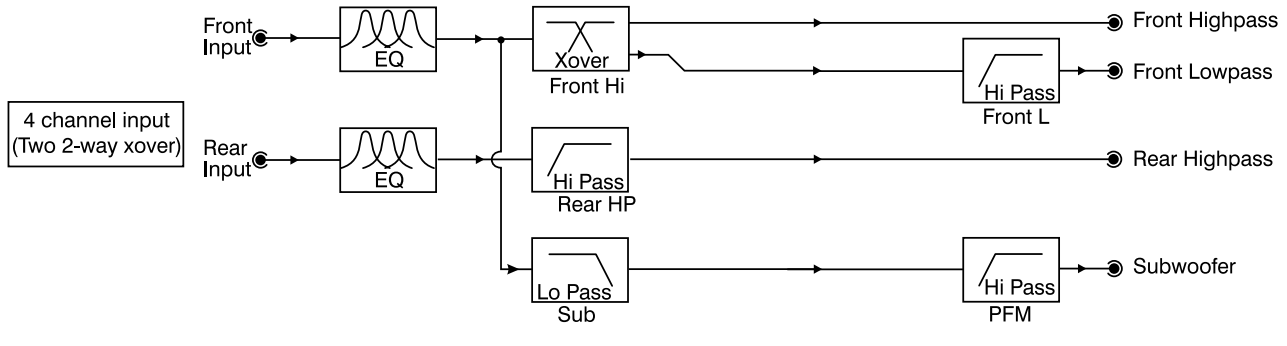 Front
Input
EQ
Xover
Front Hi
Front Highpass
Hi Pass
Front L
Front Lowpass
4 channel input
(Two 2-way xover)
Rear
Input
EQ
Hi Pass
Rear HP
Rear Highpass
Lo Pass
Sub
Hi Pass
PFM
Subwoofer